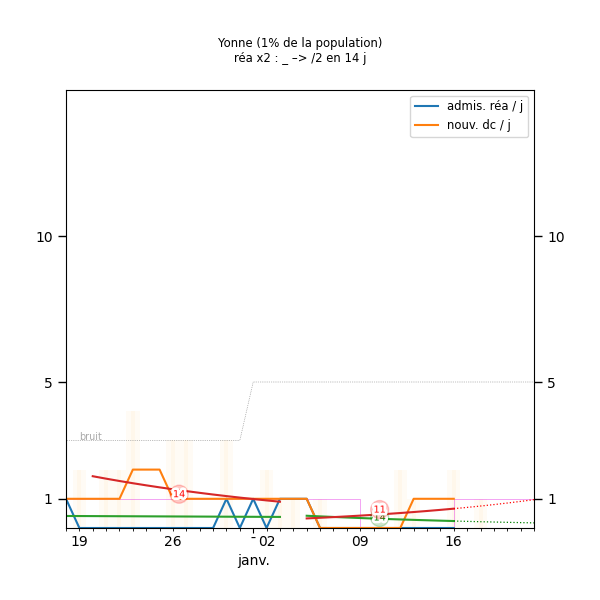 Yonne (1% de la population)
réa x2 : _ –> /2 en 14 j
admis. réa / j
nouv. dc / j
10
10
5
5
bruit
14
11
14
1
1
19
26
- 02
09
16
janv.